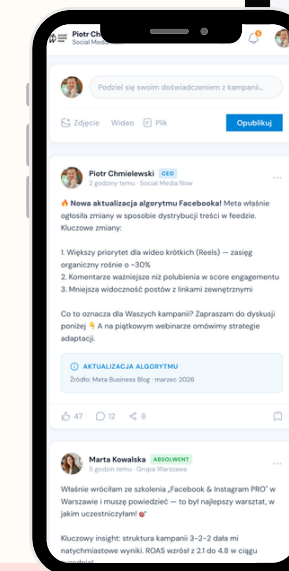 Piotr Ch
Social Media
Podziel się swoim doświadczeniem z kampanii...
Zdjęcie Wideo Plik Opublikuj
Piotr Chmielewski CEO
2 godziny temu · Social Media Now
🔥 Nowa aktualizacja algorytmu Facebooka! Meta właśnie
ogłosiła zmiany w sposobie dystrybucji treści w feedzie.
Kluczowe zmiany:
1. Większy priorytet dla wideo krótkich (Reels) — zasięg
organiczny rośnie o ~30%
2. Komentarze ważniejsze niż polubienia w score engagementu
3. Mniejsza widoczność postów z linkami zewnętrznymi
Co to oznacza dla Waszych kampanii? Zapraszam do dyskusji
poniżej 👇 A na piątkowym webinarze omówimy strategie
adaptacji.
AKTUALIZACJA ALGORYTMU
Źródło: Meta Business Blog · marzec 2026
47 12 8
Marta Kowalska ABSOLWENT
5 godzin temu · Grupa Warszawa
Właśnie wróciłam ze szkolenia „Facebook & Instagram PRO" w
Warszawie i muszę powiedzieć — to był najlepszy warsztat, w
jakim uczestniczyłam! 🎯
Kluczowy insight: struktura kampanii 3-2-2 dała mi
natychmiastowe wyniki. ROAS wzrósł z 2.1 do 4.8 w ciągu